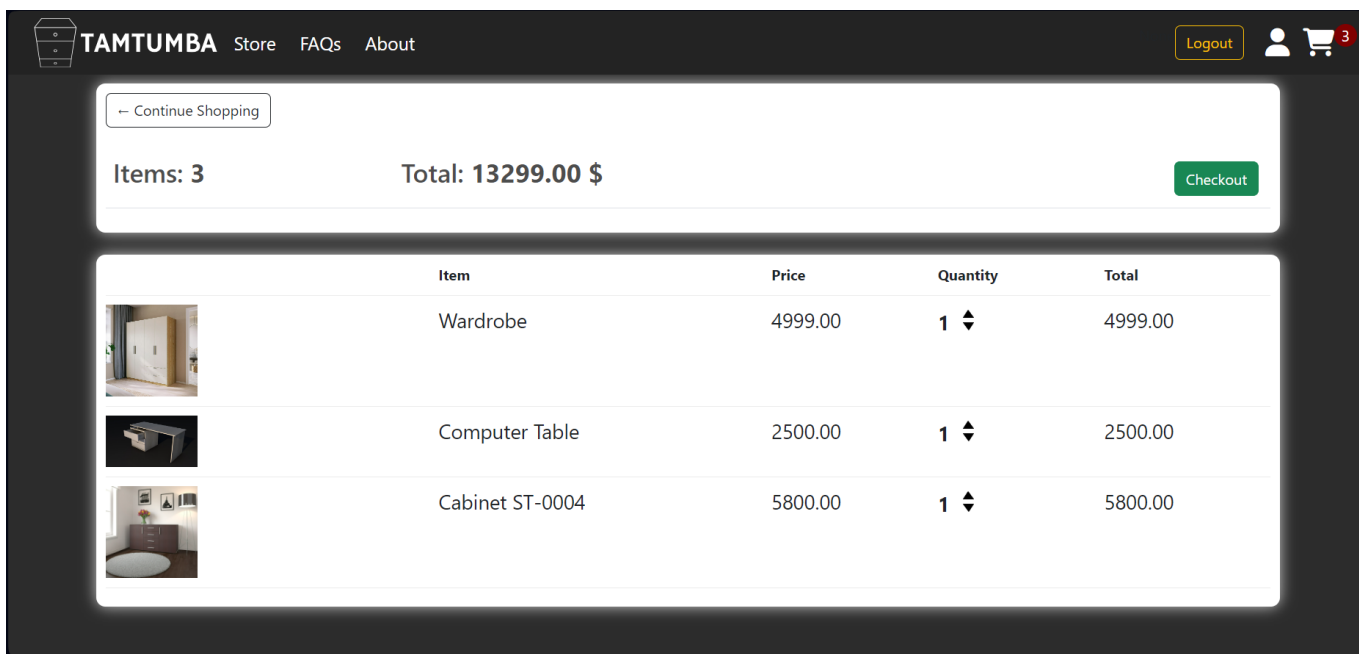 TAMTUMBA Store FAQs About Logout 3
← Continue Shopping
Items: 3 Total: 13299.00 $ Checkout
Item Price Quantity Total
Wardrobe 4999.00 1 4999.00
Computer Table 2500.00 1 2500.00
Cabinet ST-0004 5800.00 1 5800.00